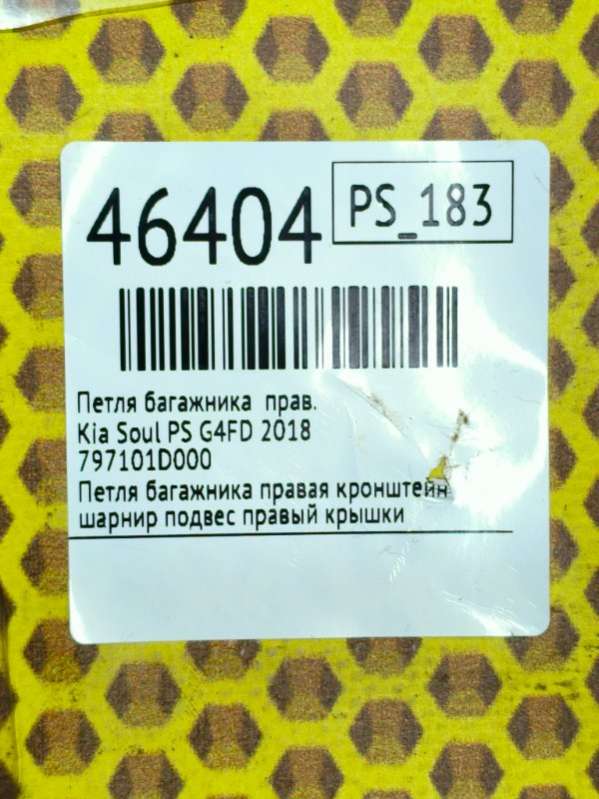 46404
PS_183
Петля багажника прав.
Kia Soul PS G4FD 2018
797101D000
Петля багажника правая кронштейн
шарнир подвес правый крышки